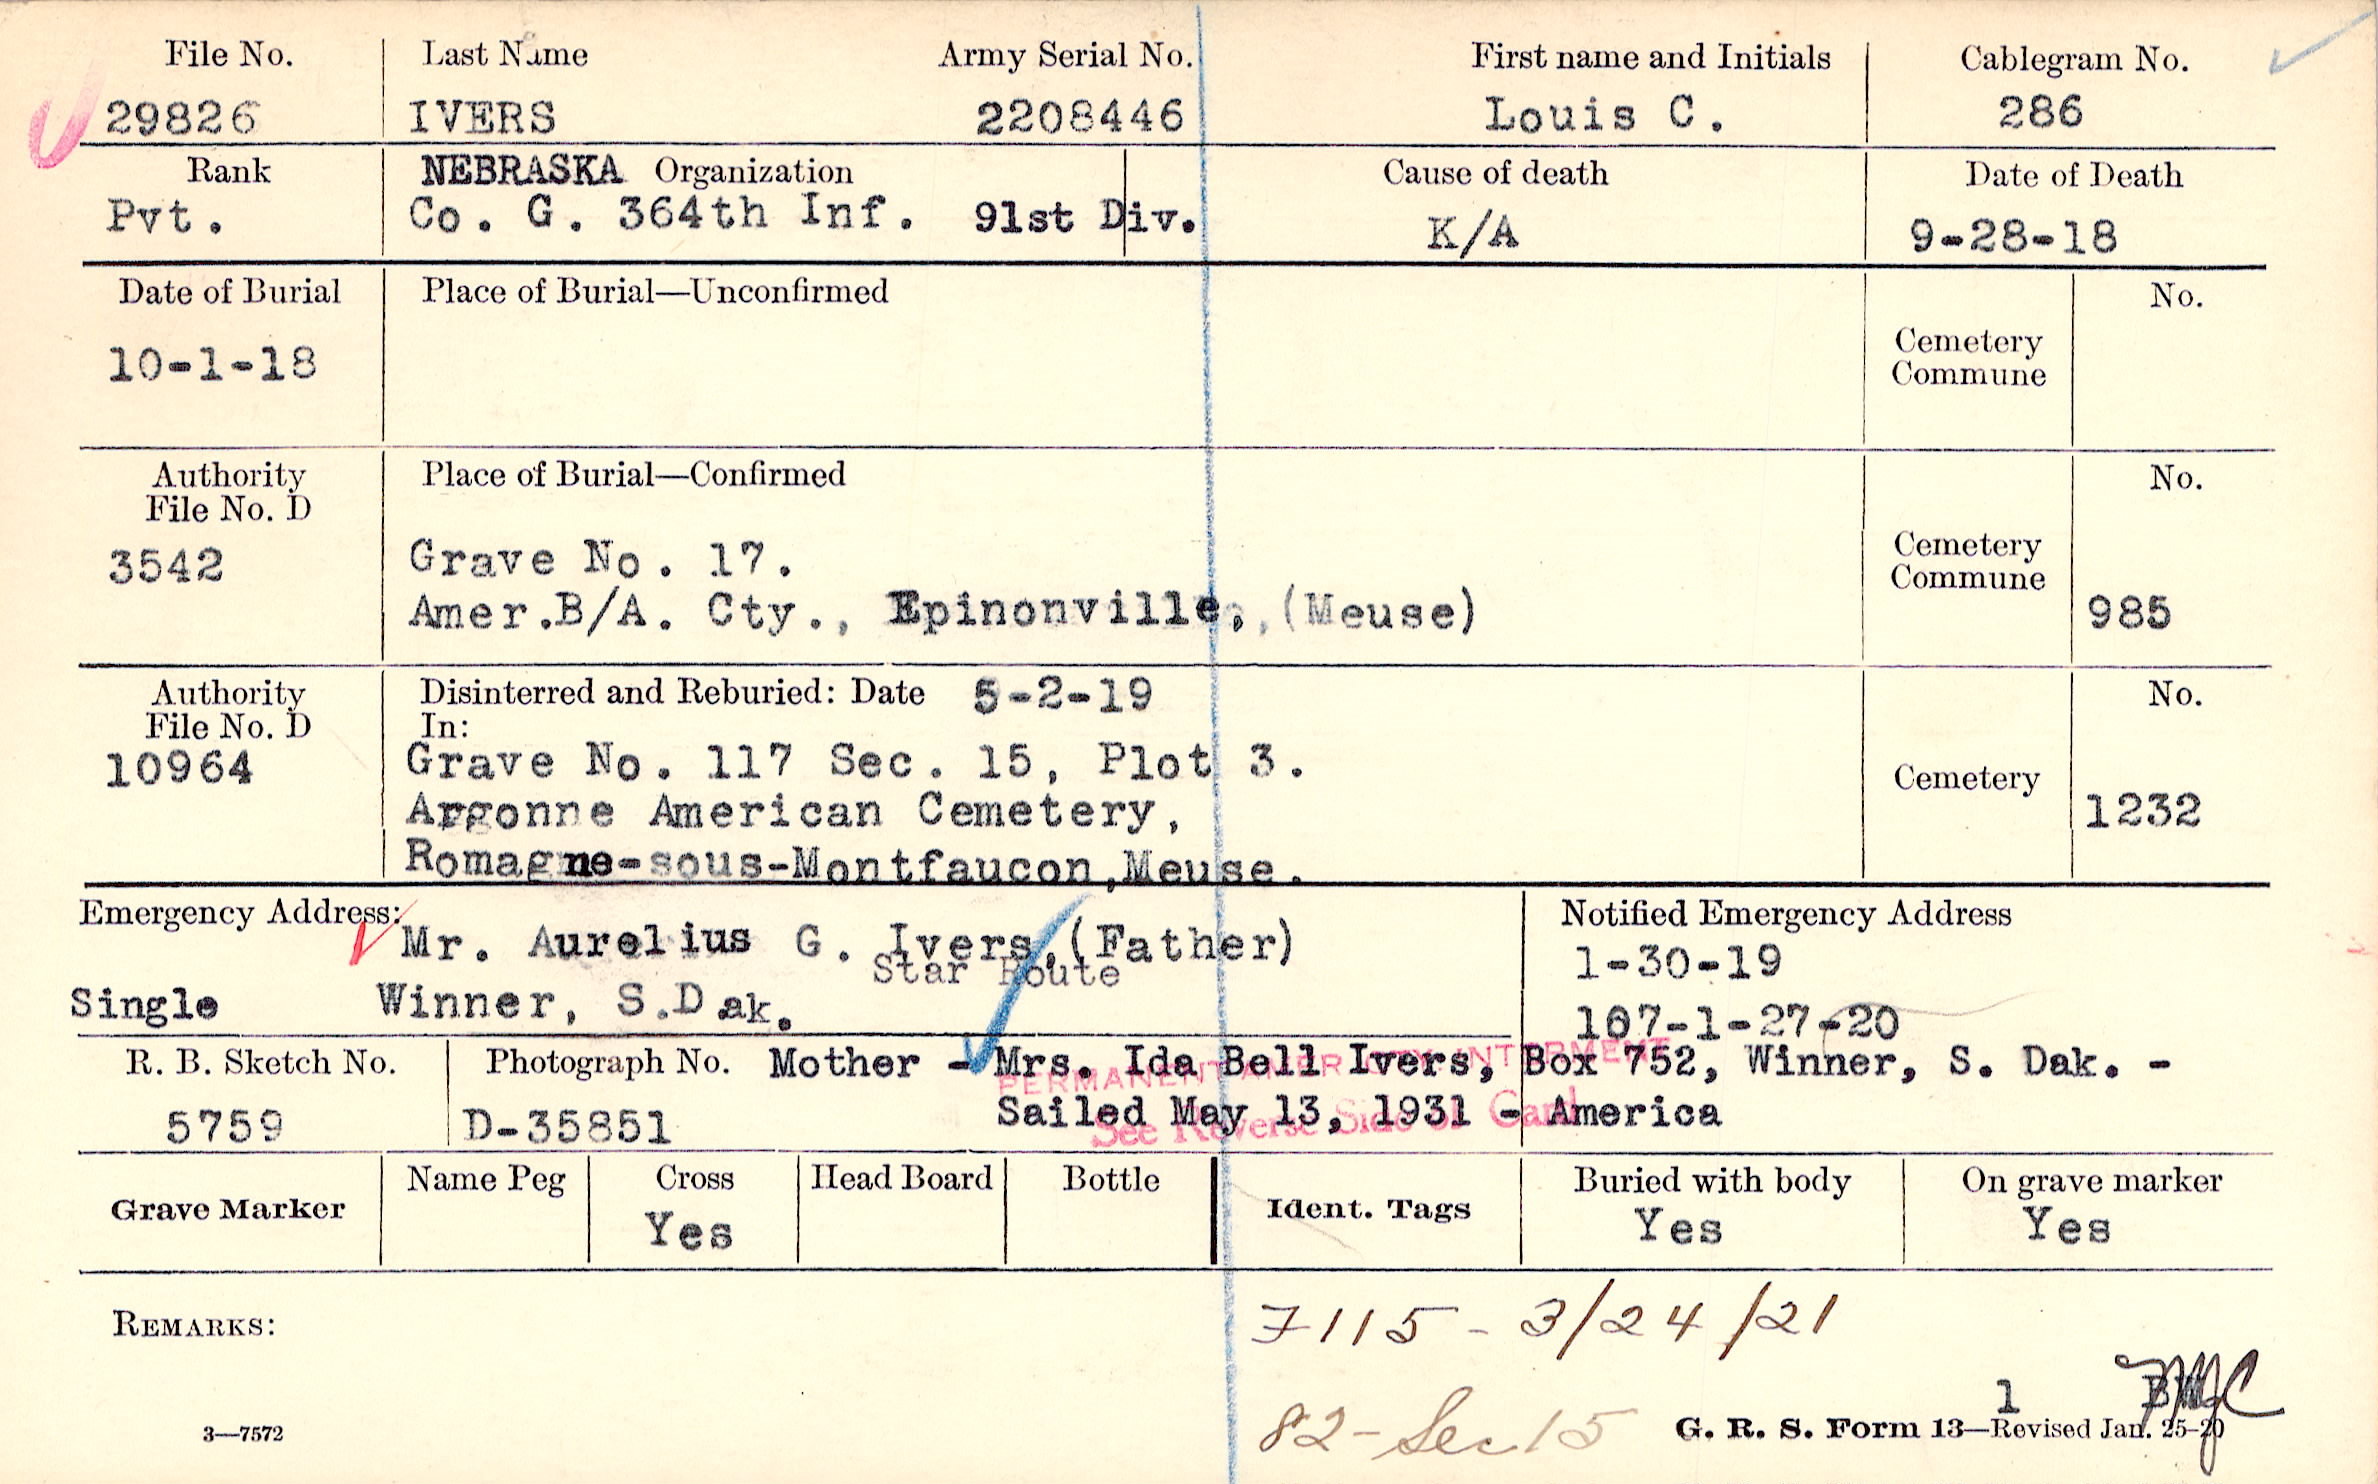 File No. Last Name Army Serial No. First name and Initials Cablegram No.
29826 IVERS 2208446 Louis C. 286
Rank NEBRASKA Organization Cause of death Date of Death
Pvt. Co. G. 364th Inf. 91st Div. K/A 9-28-18
Date of Burial Place of Burial—Unconfirmed No.
10-1-18 Cemetery
Commune
Authority Place of Burial—Confirmed No.
File No. D
3542 Grave No. 17. Cemetery
Commune
Amer.B/A. Cty., Epinonville, (Meuse) 985
Authority Disinterred and Reburied: Date 5-2-19 No.
File No. D In:
10964 Grave No. 117 Sec. 15, Plot 3. Cemetery
Argonne American Cemetery, 1232
Romagne-sous-Montfaucon,Meuse.
Emergency Address: Notified Emergency Address
Mr. Aurelius G. Ivers,(Father) 1-30-19
Star Route
Single Winner, S.Dak. 167-1-27-20
R. B. Sketch No. Photograph No. Mother - Mrs. Ida Bell Ivers, Box 752, Winner, S. Dak. -
PERMANENT AMERICAN INTERMENT
5759 D-35851 Sailed May 13, 1931 - America
See Reverse Side of Card
Grave Marker Name Peg Cross Head Board Bottle Ident. Tags Buried with body On grave marker
Yes Yes Yes
REMARKS: 7115 - 3/24/21
82 - Sec 15
1
3—7572 G. R. S. Form 13—Revised Jan. 25-20